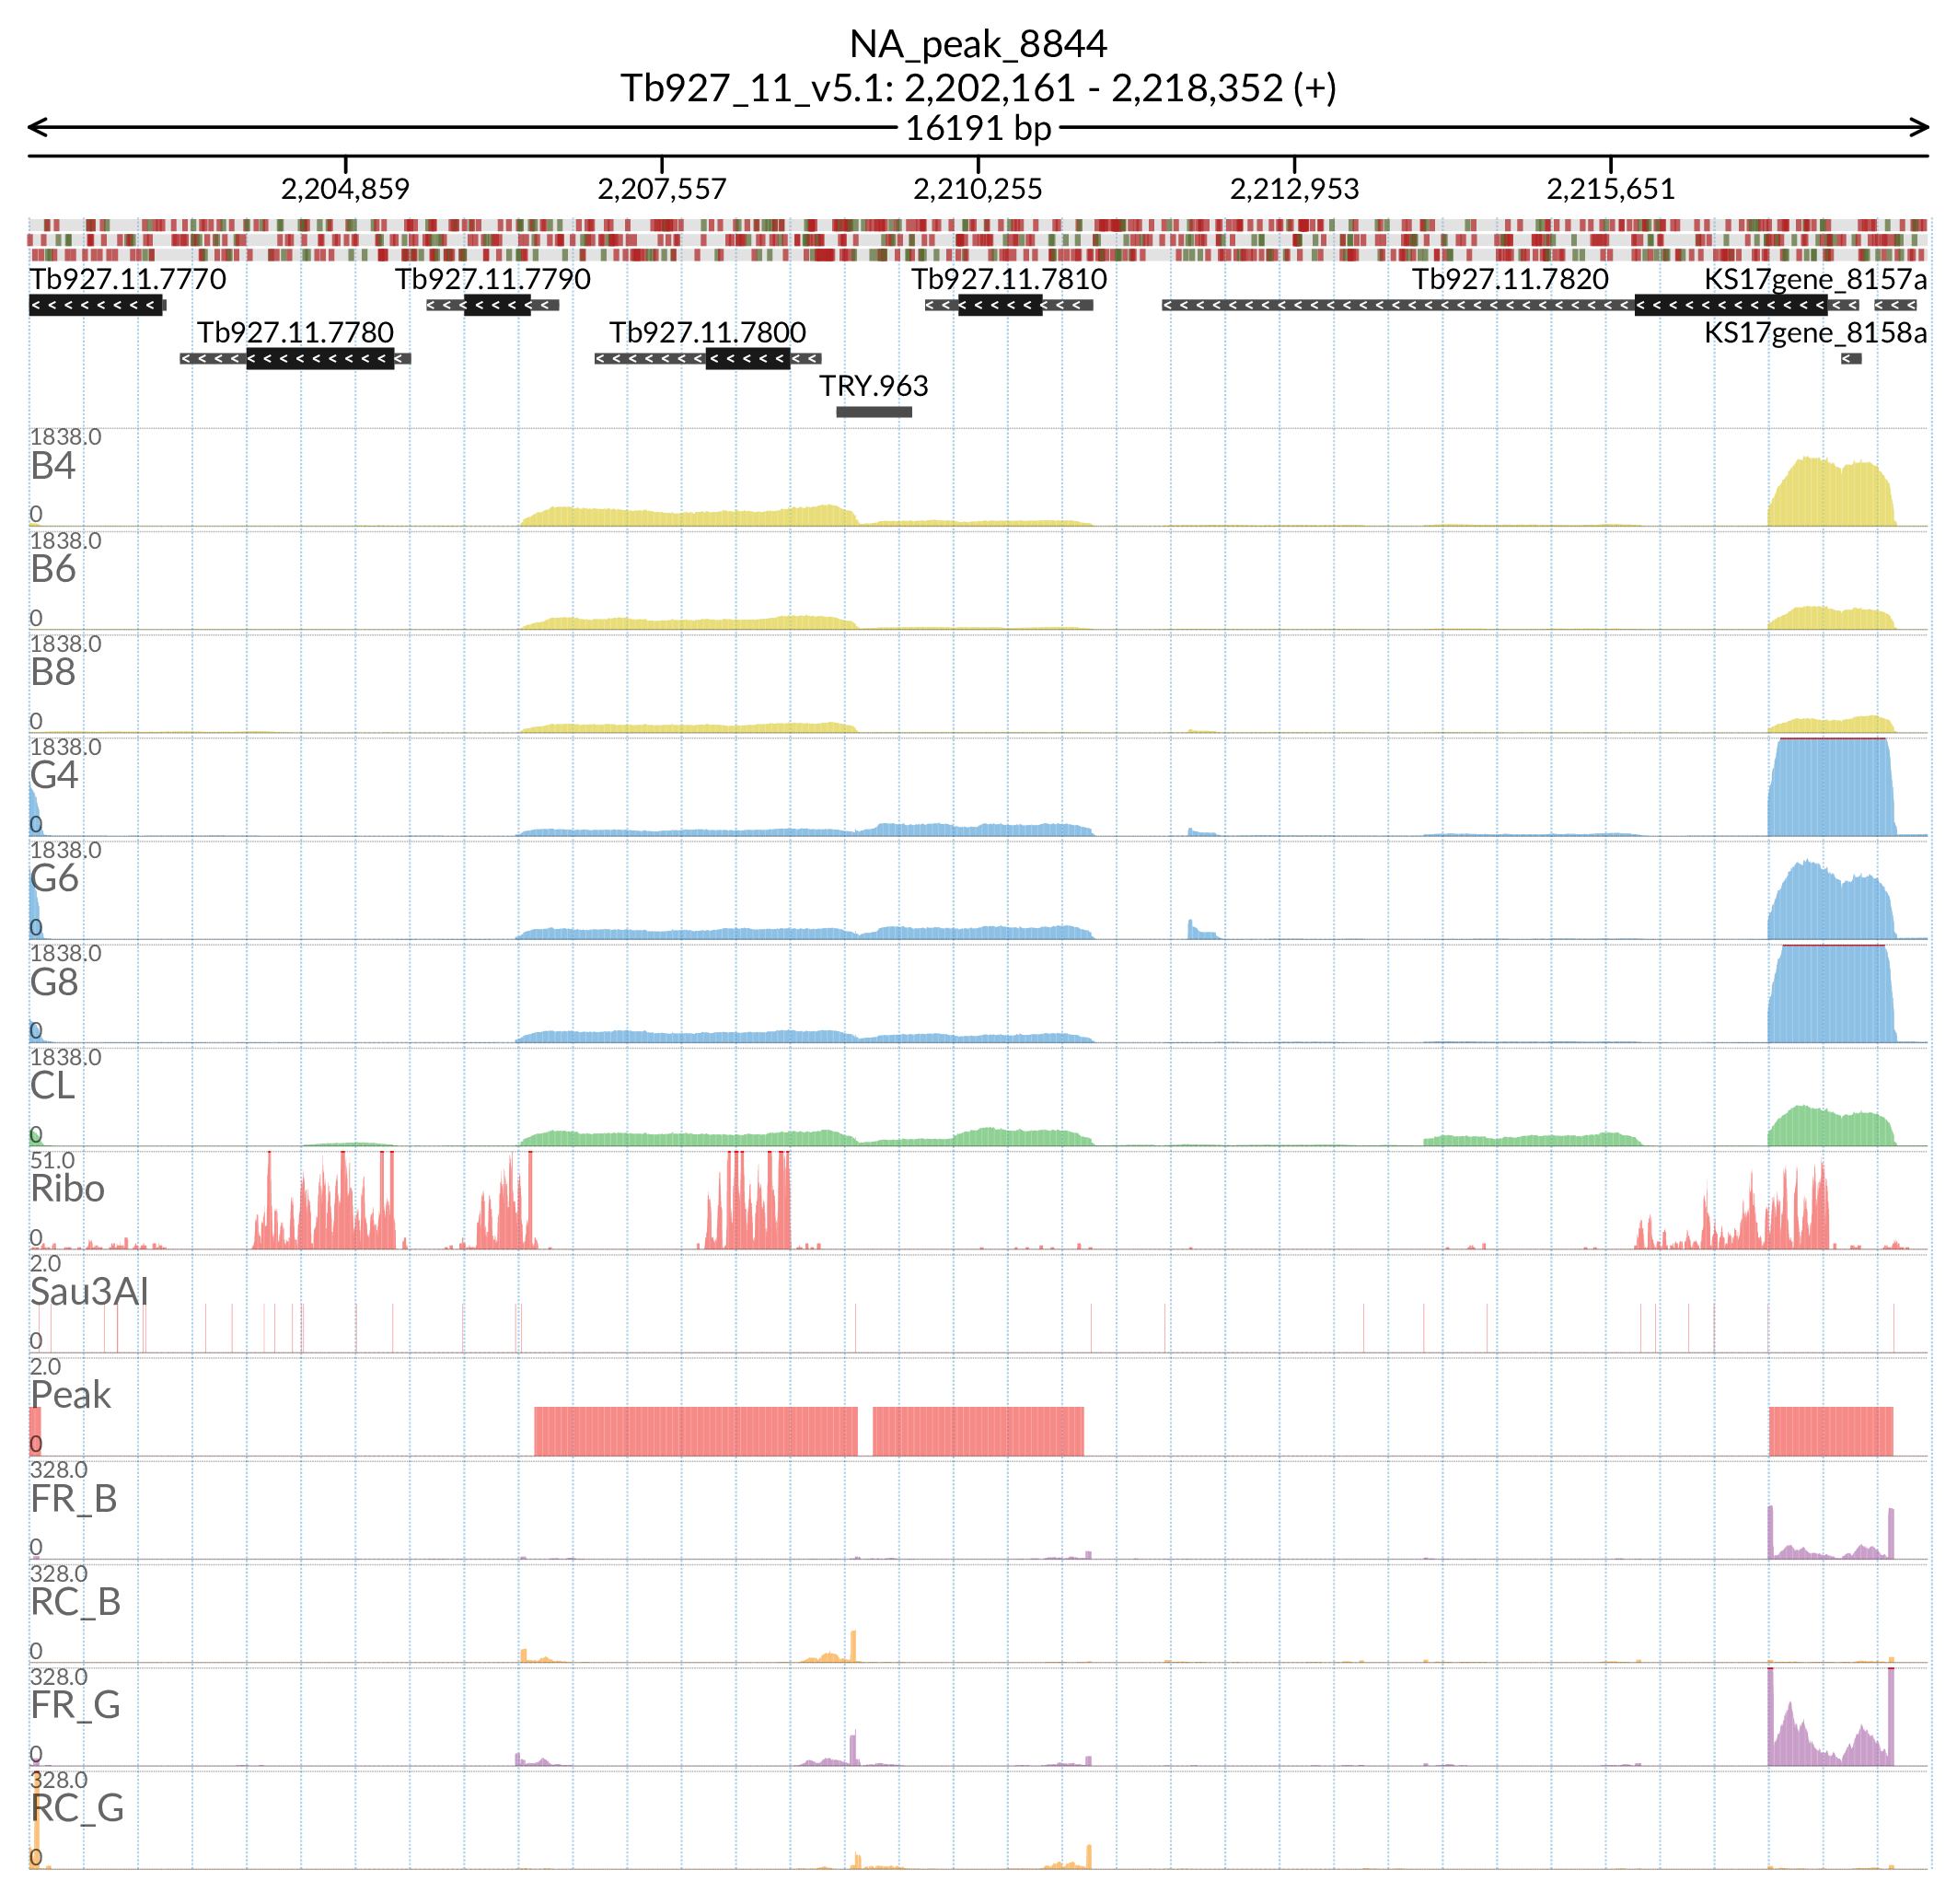 NA_peak_8844
Tb927_11_v5.1: 2,202,161 - 2,218,352 (+)
16191 bp
2,204,859 2,207,557 2,210,255 2,212,953 2,215,651
Tb927.11.7770 Tb927.11.7790 Tb927.11.7810 Tb927.11.7820 KS17gene_8157a
Tb927.11.7780 Tb927.11.7800 KS17gene_8158a
TRY.963
1838.0
B4
0
1838.0
B6
0
1838.0
B8
0
1838.0
G4
0
1838.0
G6
0
1838.0
G8
0
1838.0
CL
0
51.0
Ribo
0
2.0
Sau3AI
0
2.0
Peak
0
328.0
FR_B
0
328.0
RC_B
0
328.0
FR_G
0
328.0
RC_G
0